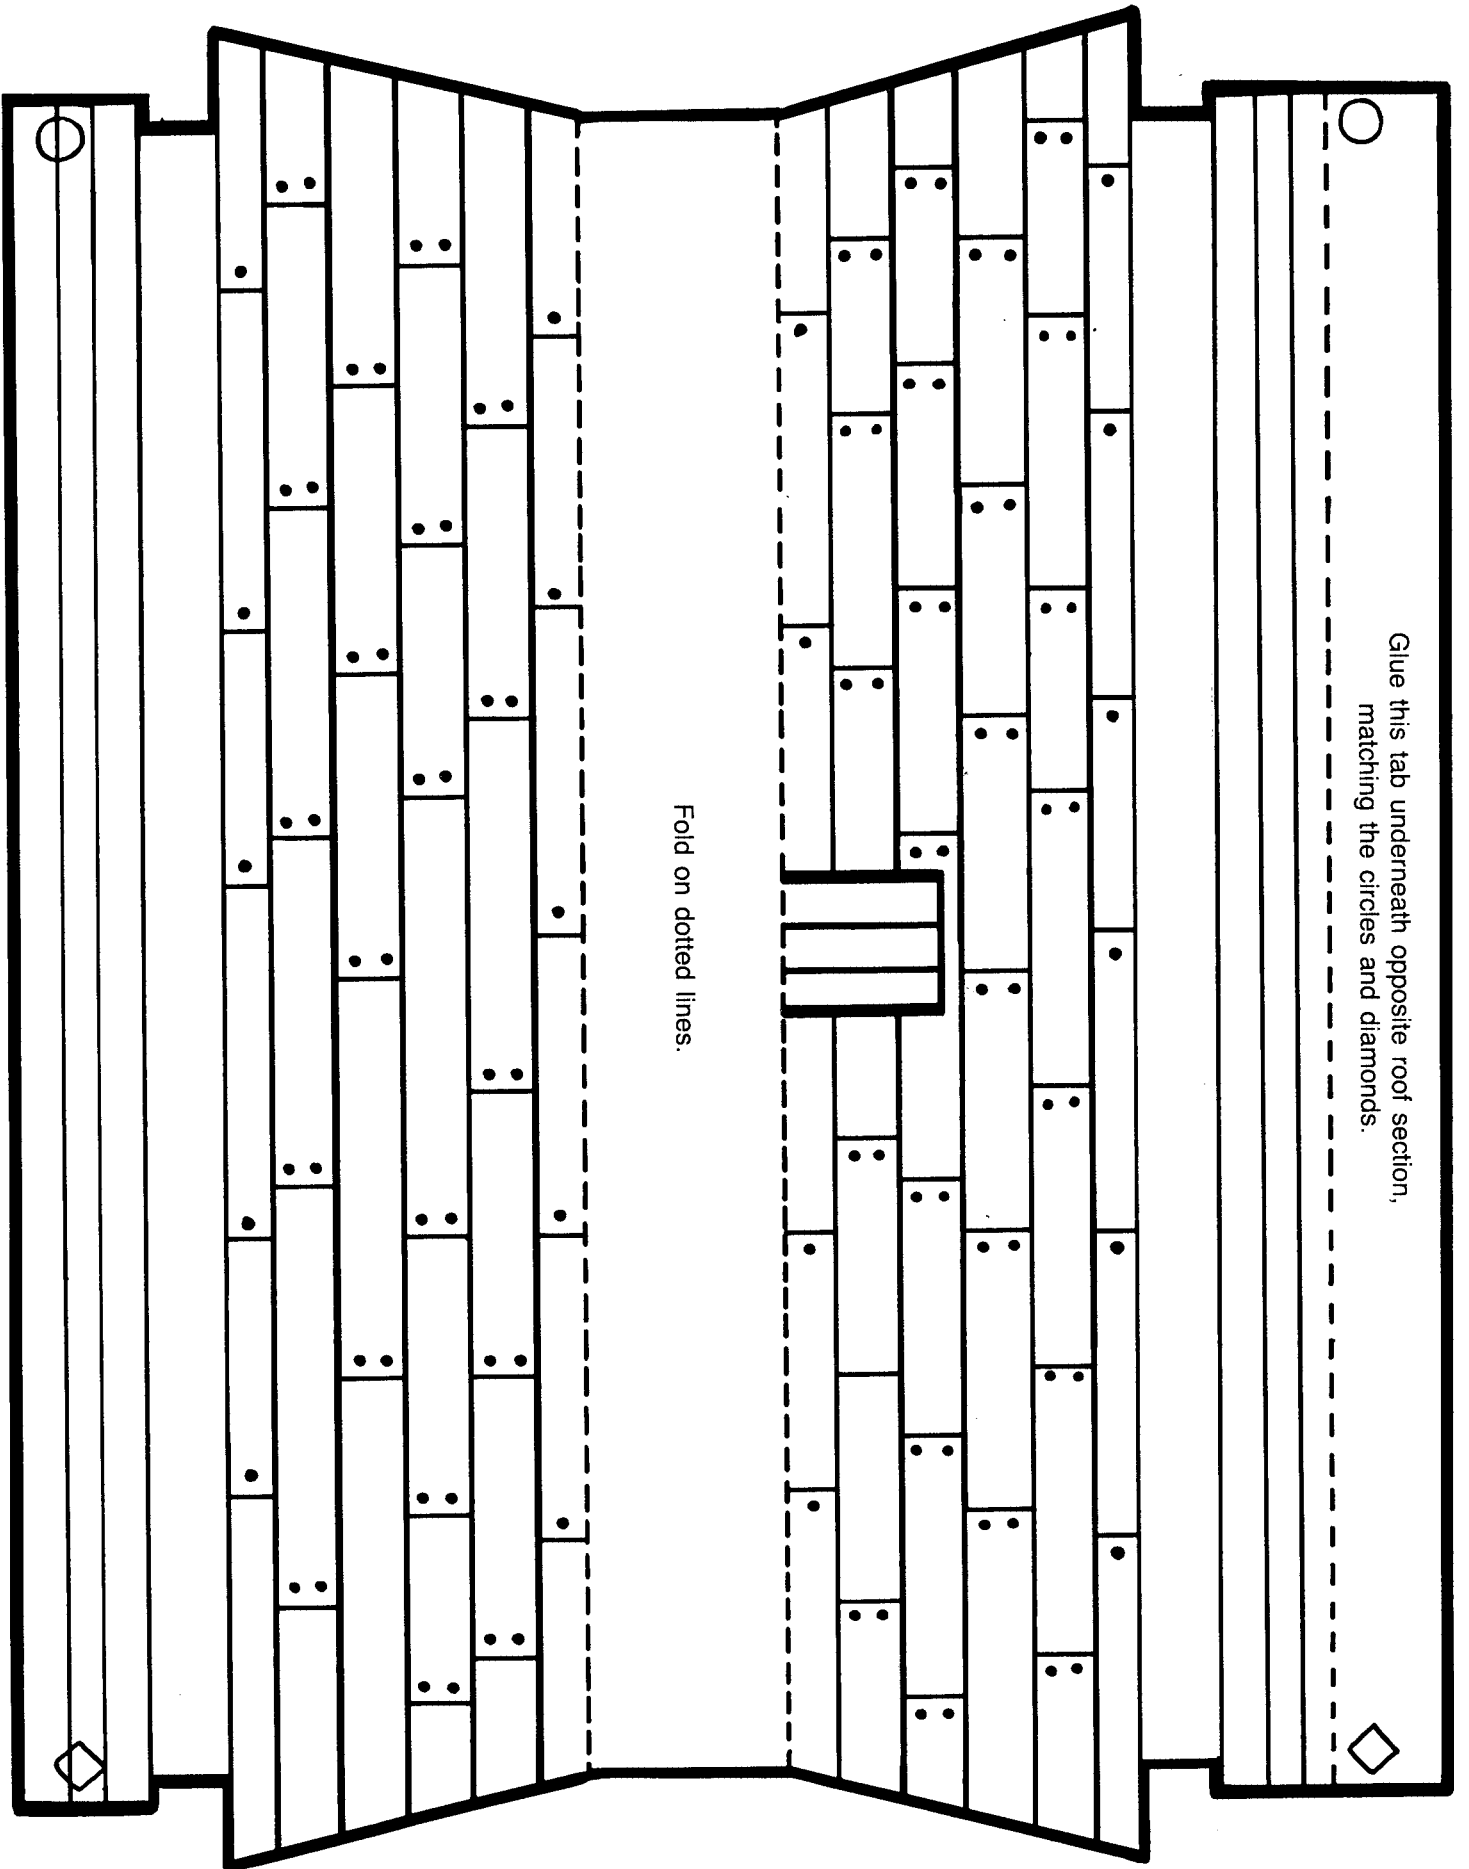 Glue this tab underneath opposite roof section,
matching the circles and diamonds.
Fold on dotted lines.